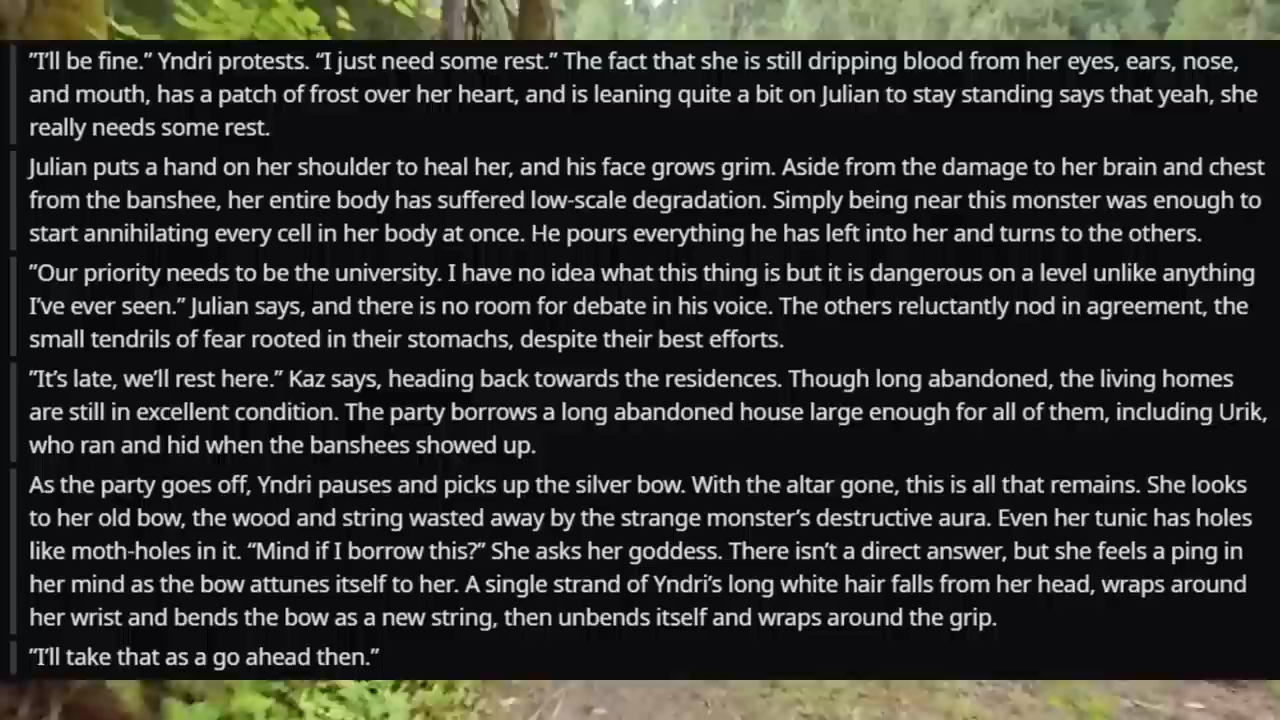 ”I’ll be fine.” Yndri protests. “I just need some rest.” The fact that she is still dripping blood from her eyes, ears, nose,
and mouth, has a patch of frost over her heart, and is leaning quite a bit on Julian to stay standing says that yeah, she
really needs some rest.
Julian puts a hand on her shoulder to heal her, and his face grows grim. Aside from the damage to her brain and chest
from the banshee, her entire body has suffered low-scale degradation. Simply being near this monster was enough to
start annihilating every cell in her body at once. He pours everything he has left into her and turns to the others.
”Our priority needs to be the university. I have no idea what this thing is but it is dangerous on a level unlike anything
I’ve ever seen.” Julian says, and there is no room for debate in his voice. The others reluctantly nod in agreement, the
small tendrils of fear rooted in their stomachs, despite their best efforts.
”It’s late, we’ll rest here.” Kaz says, heading back towards the residences. Though long abandoned, the living homes
are still in excellent condition. The party borrows a long abandoned house large enough for all of them, including Urik,
who ran and hid when the banshees showed up.
As the party goes off, Yndri pauses and picks up the silver bow. With the altar gone, this is all that remains. She looks
to her old bow, the wood and string wasted away by the strange monster’s destructive aura. Even her tunic has holes
like moth-holes in it. “Mind if I borrow this?” She asks her goddess. There isn’t a direct answer, but she feels a ping in
her mind as the bow attunes itself to her. A single strand of Yndri’s long white hair falls from her head, wraps around
her wrist and bends the bow as a new string, then unbends itself and wraps around the grip.
”I’ll take that as a go ahead then.”